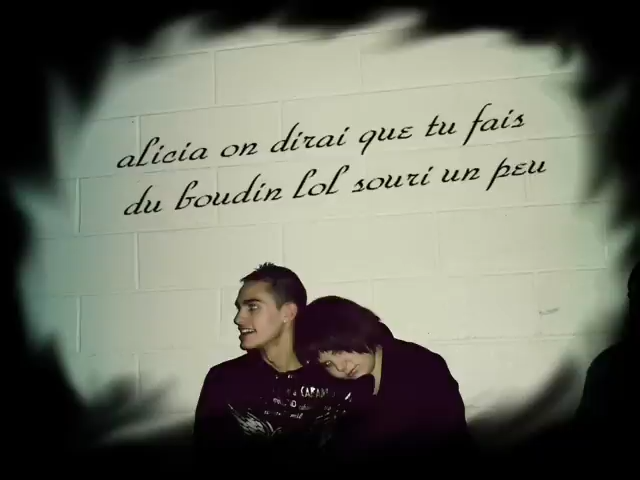 alicia on dirai que tu fais
du boudin lol souri un peu